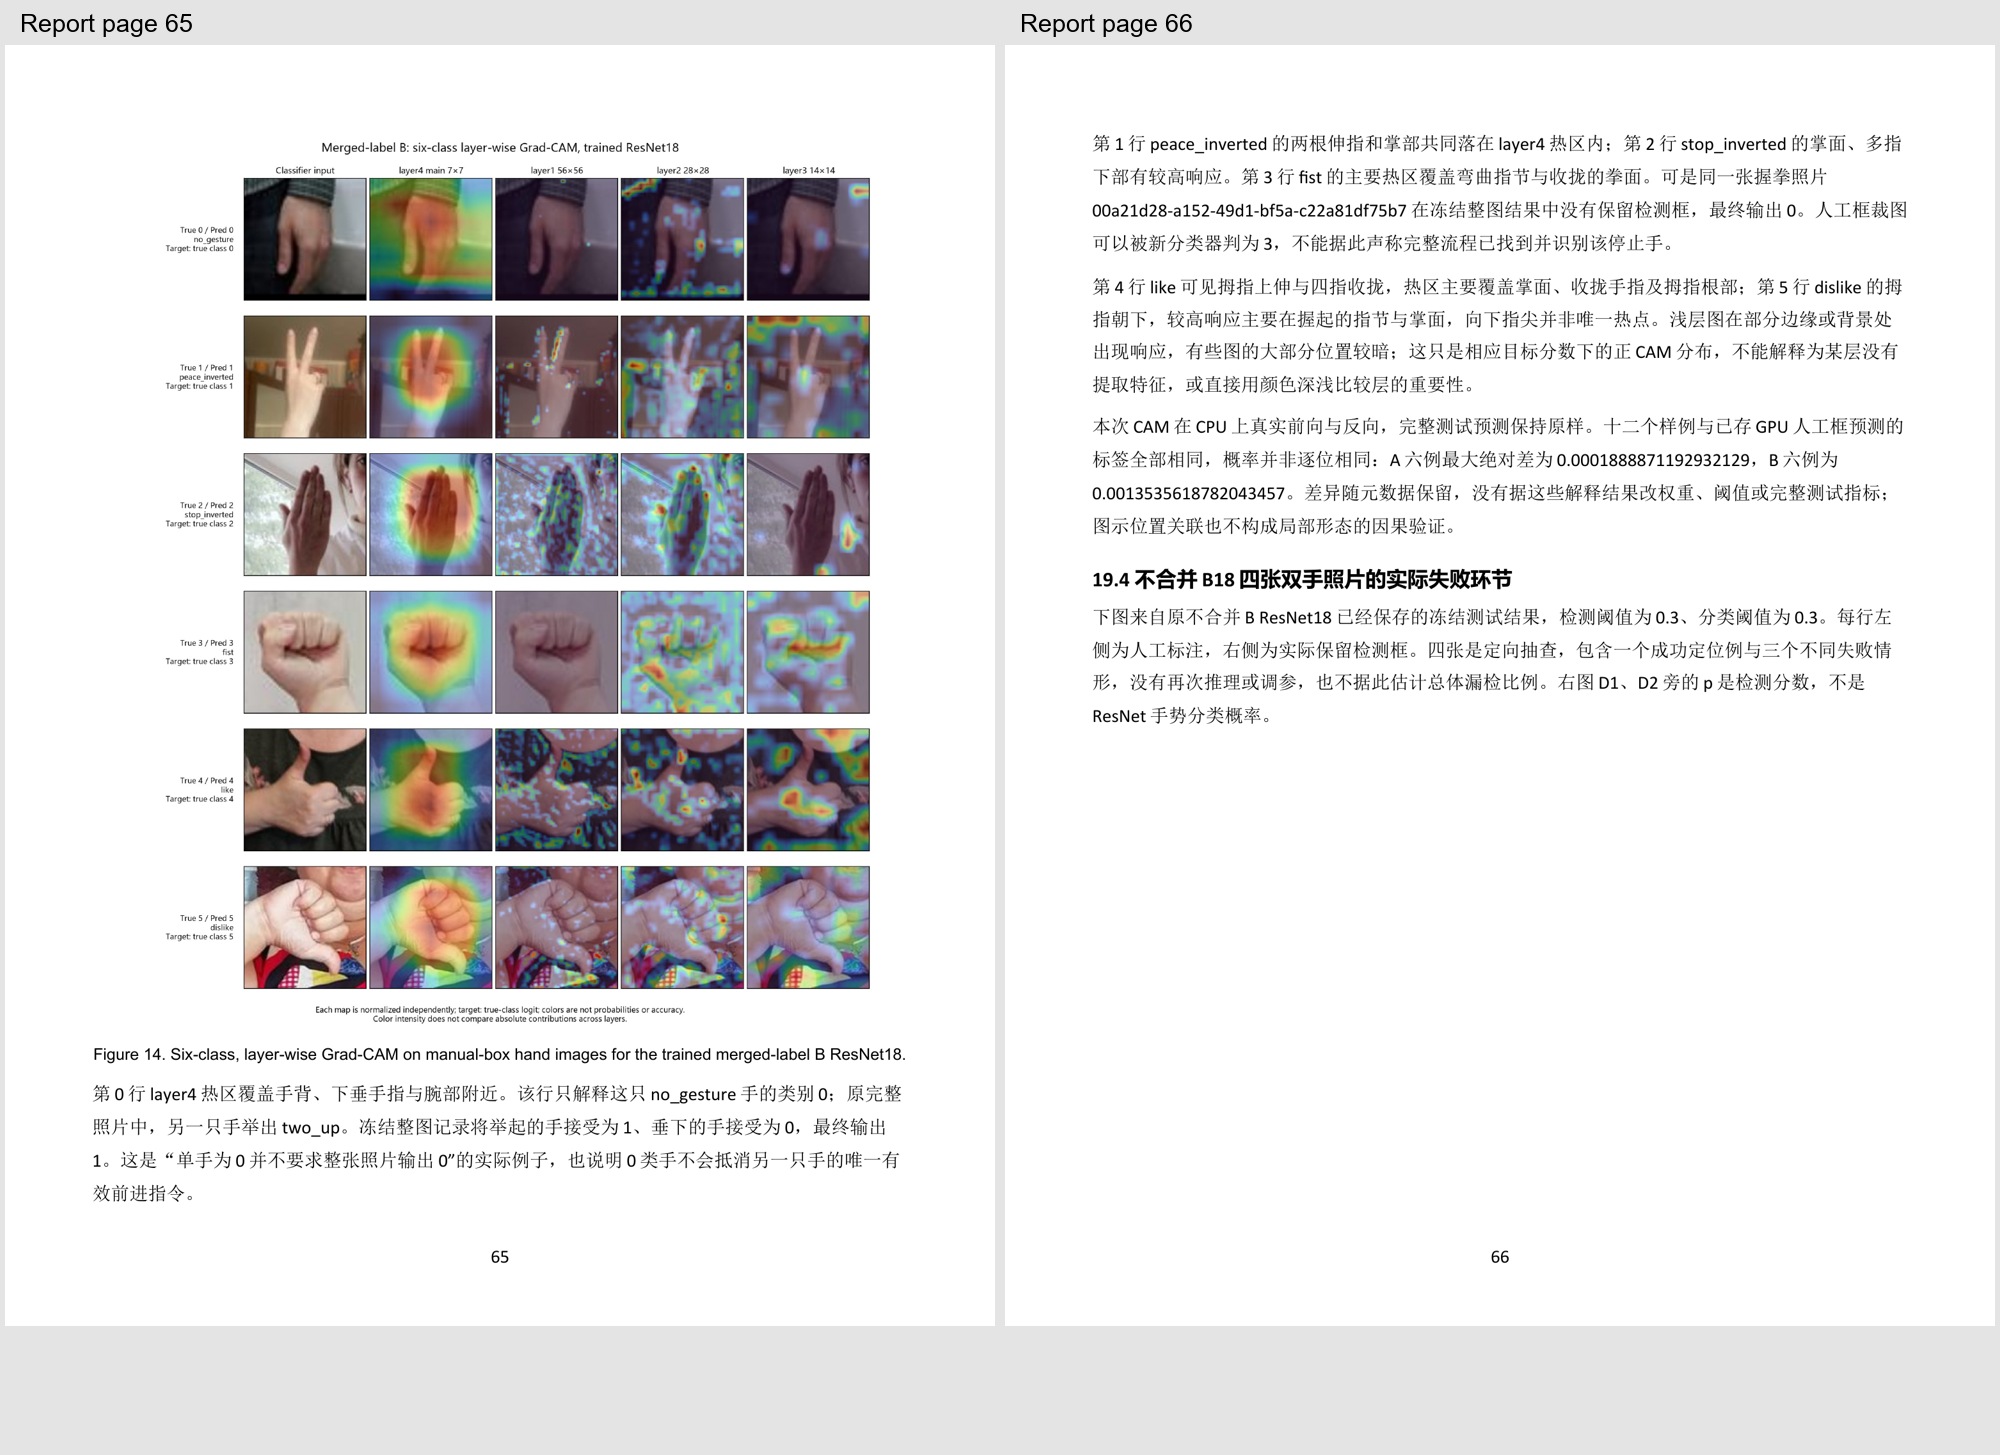 Report page 65
Merged-label B: six-class layer-wise Grad-CAM, trained ResNet18
Classifier input
layer4 main 7×7
layer1 56×56
layer2 28×28
layer3 14×14
True 0 / Pred 0
no_gesture
Target: true class 0
True 1 / Pred 1
peace_inverted
Target: true class 1
True 2 / Pred 2
stop_inverted
Target: true class 2
True 3 / Pred 3
fist
Target: true class 3
True 4 / Pred 4
like
Target: true class 4
True 5 / Pred 5
dislike
Target: true class 5
Each map is normalized independently; target: true-class logit; colors are not probabilities or accuracy.
Color intensity does not compare absolute contributions across layers.
Figure 14. Six-class, layer-wise Grad-CAM on manual-box hand images for the trained merged-label B ResNet18.
第 0 行 layer4 热区覆盖手背、下垂手指与腕部附近。该行只解释这只 no_gesture 手的类别 0；原完整
照片中，另一只手举出 two_up。冻结整图记录将举起的手接受为 1、垂下的手接受为 0，最终输出
1。这是“单手为 0 并不要求整张照片输出 0”的实际例子，也说明 0 类手不会抵消另一只手的唯一有
效前进指令。
65
Report page 66
第 1 行 peace_inverted 的两根伸指和掌部共同落在 layer4 热区内；第 2 行 stop_inverted 的掌面、多指
下部有较高响应。第 3 行 fist 的主要热区覆盖弯曲指节与收拢的拳面。可是同一张握拳照片
00a21d28-a152-49d1-bf5a-c22a81df75b7 在冻结整图结果中没有保留检测框，最终输出 0。人工框裁图
可以被新分类器判为 3，不能据此声称完整流程已找到并识别该停止手。
第 4 行 like 可见拇指上伸与四指收拢，热区主要覆盖掌面、收拢手指及拇指根部；第 5 行 dislike 的拇
指朝下，较高响应主要在握起的指节与掌面，向下指尖并非唯一热点。浅层图在部分边缘或背景处
出现响应，有些图的大部分位置较暗；这只是相应目标分数下的正 CAM 分布，不能解释为某层没有
提取特征，或直接用颜色深浅比较层的重要性。
本次 CAM 在 CPU 上真实前向与反向，完整测试预测保持原样。十二个样例与已存 GPU 人工框预测的
标签全部相同，概率并非逐位相同：A 六例最大绝对差为 0.0001888871192932129，B 六例为
0.0013535618782043457。差异随元数据保留，没有据这些解释结果改权重、阈值或完整测试指标；
图示位置关联也不构成局部形态的因果验证。
19.4 不合并 B18 四张双手照片的实际失败环节
下图来自原不合并 B ResNet18 已经保存的冻结测试结果，检测阈值为 0.3、分类阈值为 0.3。每行左
侧为人工标注，右侧为实际保留检测框。四张是定向抽查，包含一个成功定位例与三个不同失败情
形，没有再次推理或调参，也不据此估计总体漏检比例。右图 D1、D2 旁的 p 是检测分数，不是
ResNet 手势分类概率。
66